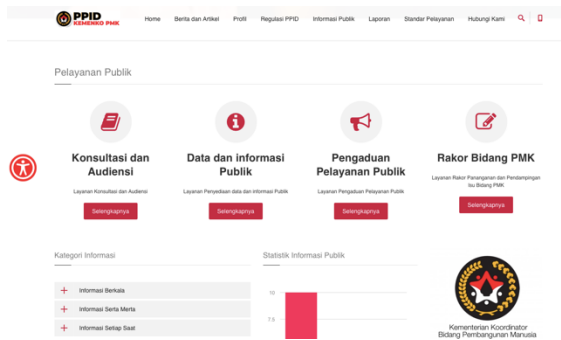 PPID
KEMENKO PMK
Home Berita dan Artikel Profil Regulasi PPID Informasi Publik Laporan Standar Pelayanan Hubungi Kami
Pelayanan Publik
Konsultasi dan Audiensi
Layanan Konsultasi dan Audiensi
Selengkapnya
Data dan informasi Publik
Layanan Penyediaan data dan informasi Publik
Selengkapnya
Pengaduan Pelayanan Publik
Layanan Pengaduan Pelayanan Publik
Selengkapnya
Rakor Bidang PMK
Layanan Rakor Panganan dan Pendampingan
Isu Bidang PMK
Selengkapnya
Kategori Informasi
Informasi Berkala
Informasi Serta Merta
Informasi Setiap Saat
Statistik Informasi Publik
10
7.5
Kementerian Koordinator
Bidang Pembangunan Manusia